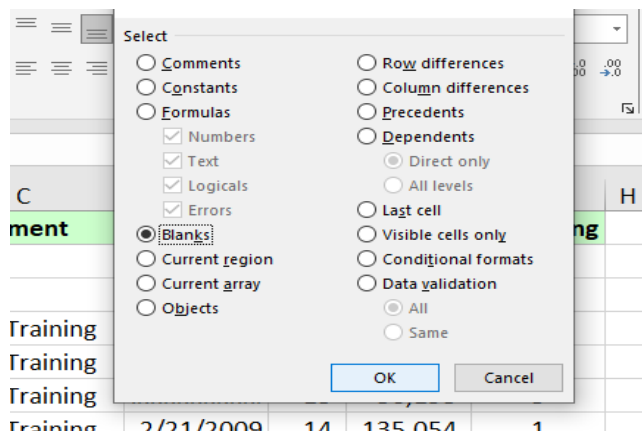 Select
Comments
Constants
Formulas
Numbers
Text
Logicals
Errors
Blanks
Current region
Current array
Objects
Row differences
Column differences
Precedents
Dependents
Direct only
All levels
Last cell
Visible cells only
Conditional formats
Data validation
All
Same
OK
Cancel
.00
→.0
C
H
ment
ng
Training
Training
Training
Training 2/21/2009 14 135,054 1